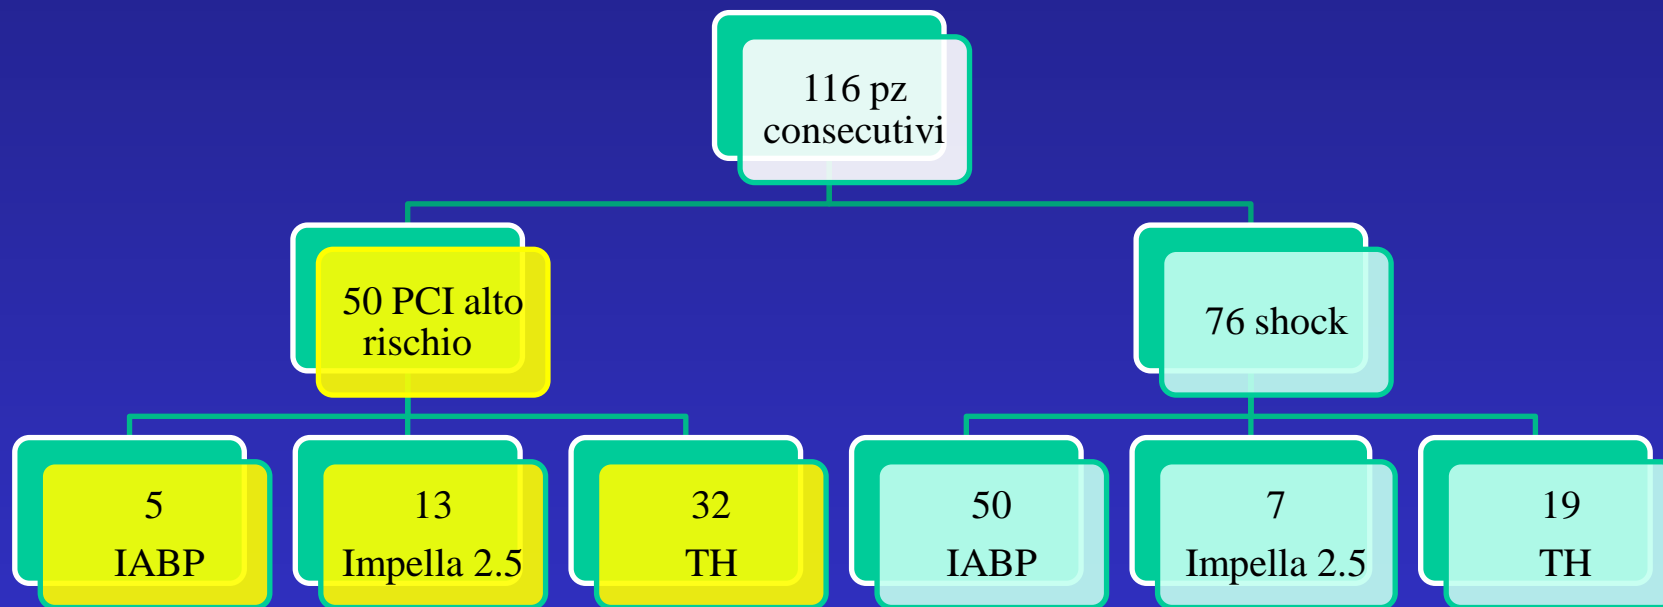 116 pz
consecutivi
50 PCI alto
rischio
76 shock
5
IABP
13
Impella 2.5
32
TH
50
IABP
7
Impella 2.5
19
TH